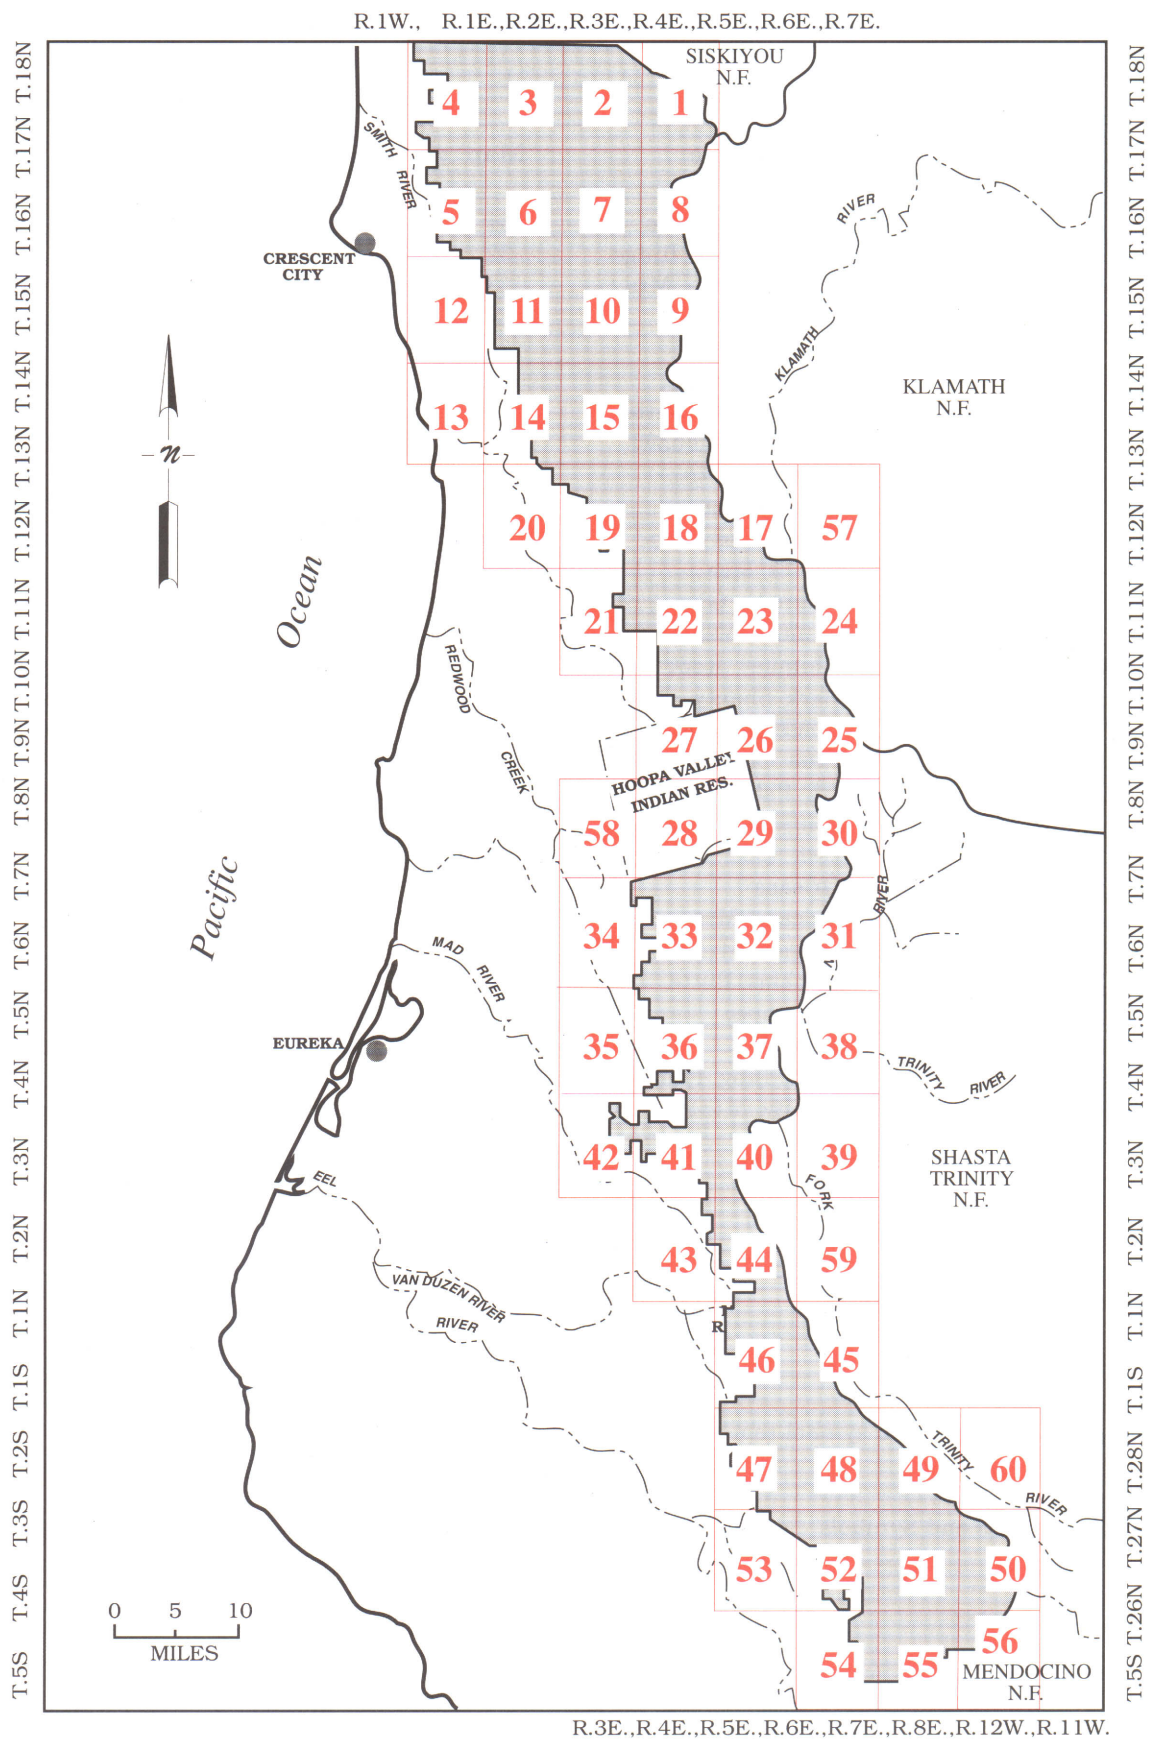 R.1W., R.1E.,R.2E.,R.3E.,R.4E.,R.5E.,R.6E.,R.7E.
T.18N
T.17N
T.16N
T.15N
T.14N
T.13N
T.12N
T.11N
T.10N
T.9N
T.8N
T.7N
T.6N
T.5N
T.4N
T.3N
T.2N
T.1N
T.1S
T.2S
T.3S
T.4S
T.5S
T.18N
T.17N
T.16N
T.15N
T.14N
T.13N
T.12N
T.11N
T.10N
T.9N
T.8N
T.7N
T.6N
T.5N
T.4N
T.3N
T.2N
T.1N
T.1S
T.28N
T.27N
T.26N
T.5S
SISKIYOU
N.F.
4 3 2 1
SMITH
RIVER
5 6 7 8
RIVER
CRESCENT
CITY
12 11 10 9
KLAMATH
KLAMATH
N.F.
13 14 15 16
n
20 19 18 17 57
Ocean
21 22 23 24
REDWOOD
CREEK
27 26 25
HOOPA VALLEY
INDIAN RES.
58 28 29 30
RIVER
Pacific
34 33 32 31
MAD
RIVER
EUREKA
35 36 37 38
TRINITY
RIVER
42 41 40 39
SHASTA
TRINITY
N.F.
EEL
FORK
43 44 59
VAN DUZEN RIVER
RIVER
R
46 45
47 48 49 60
TRINITY
RIVER
53 52 51 50
0 5 10
MILES
54 55 56
MENDOCINO
N.F.
R.3E.,R.4E.,R.5E.,R.6E.,R.7E.,R.8E.,R.12W.,R.11W.